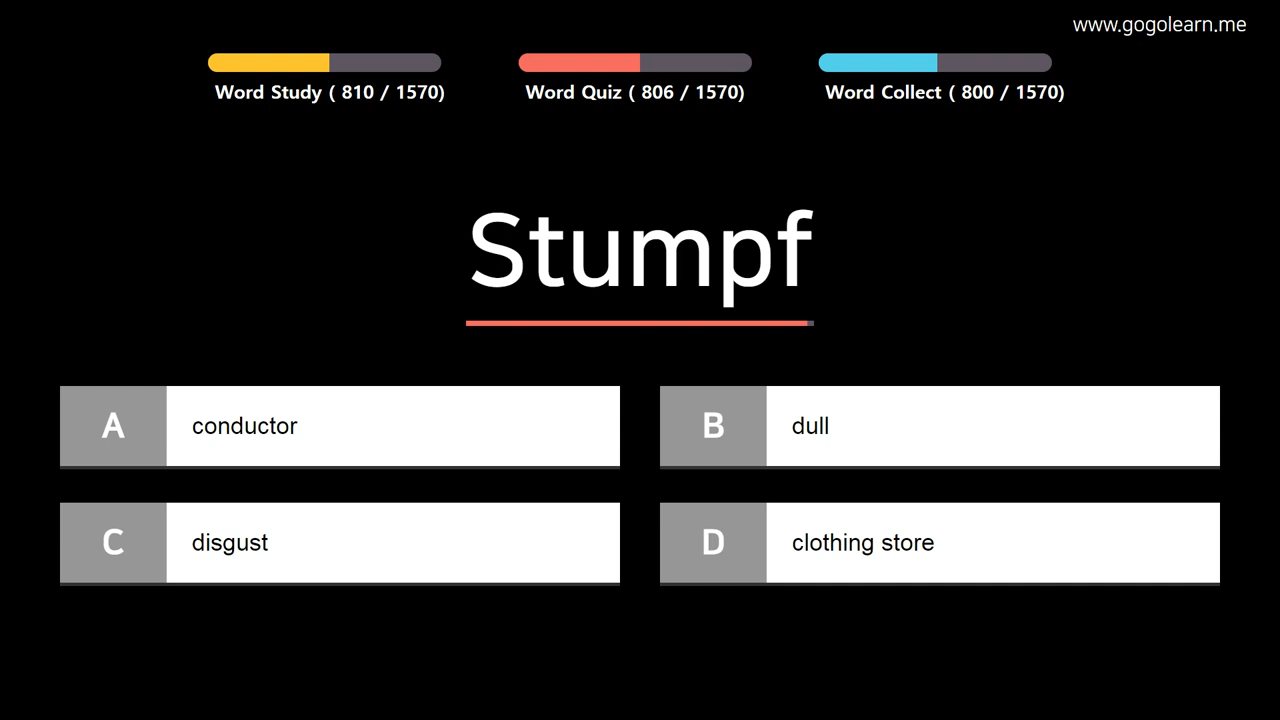 www.gogolearn.me
Word Study ( 810 / 1570)
Word Quiz ( 806 / 1570)
Word Collect ( 800 / 1570)
Stumpf
A conductor
B dull
C disgust
D clothing store